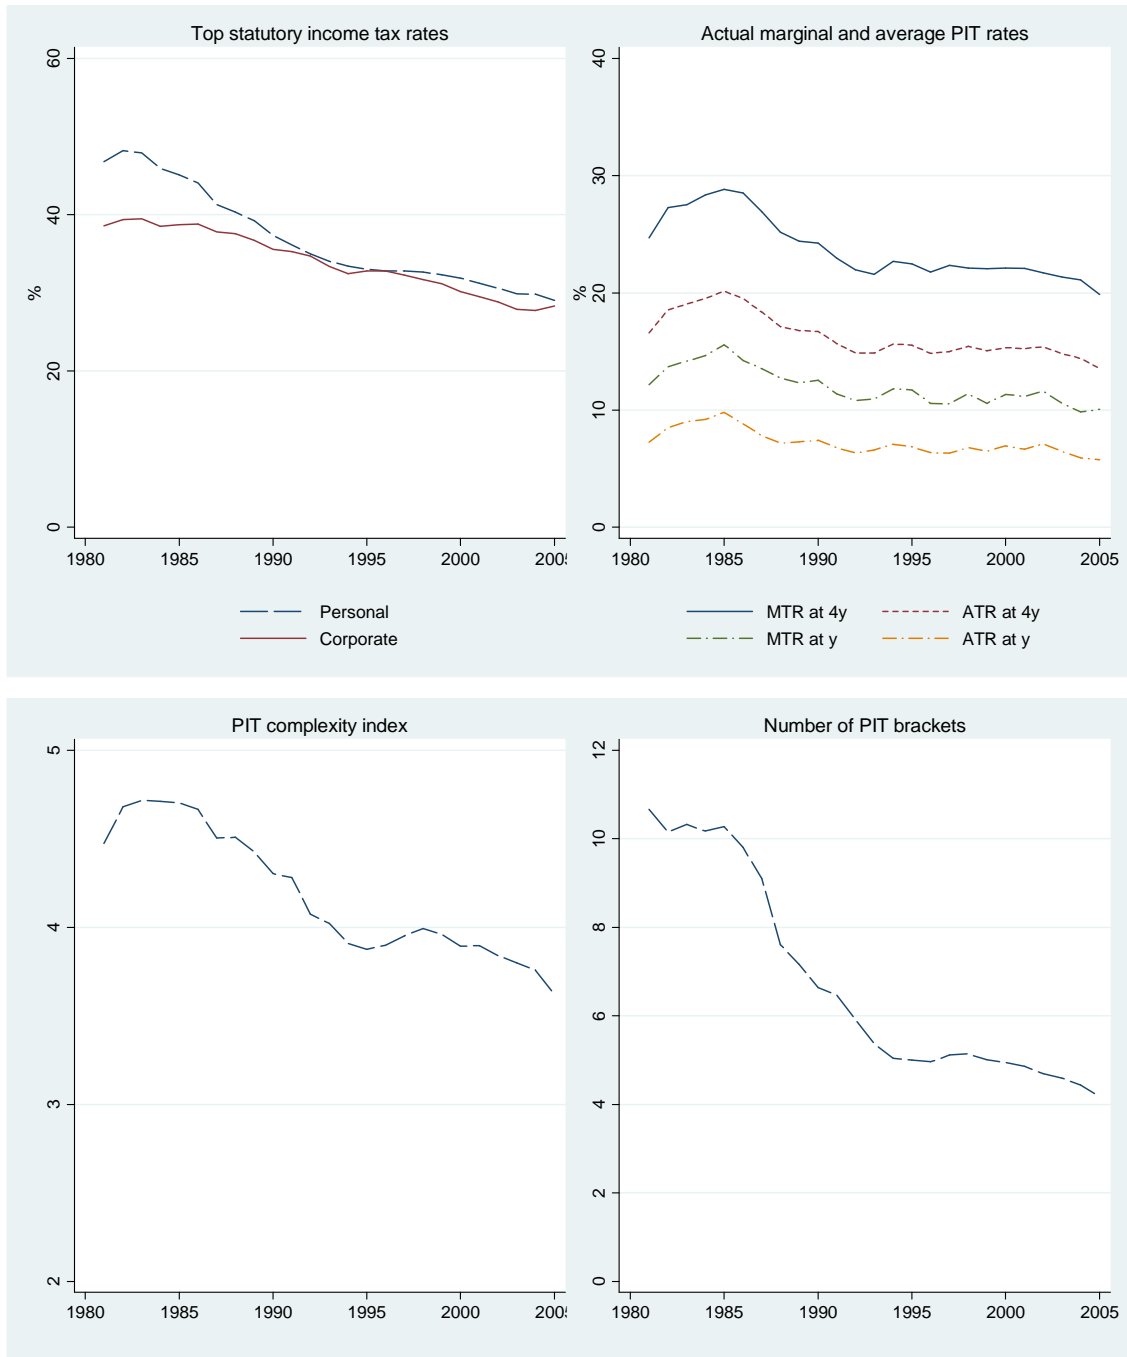 Top statutory income tax rates
60
40
20
0
%
1980 1985 1990 1995 2000 2005
Personal
Corporate
Actual marginal and average PIT rates
40
30
20
10
0
%
1980 1985 1990 1995 2000 2005
MTR at 4y ATR at 4y
MTR at y ATR at y
PIT complexity index
5
4
3
2
1980 1985 1990 1995 2000 2005
Number of PIT brackets
12
10
8
6
4
2
0
1980 1985 1990 1995 2000 2005